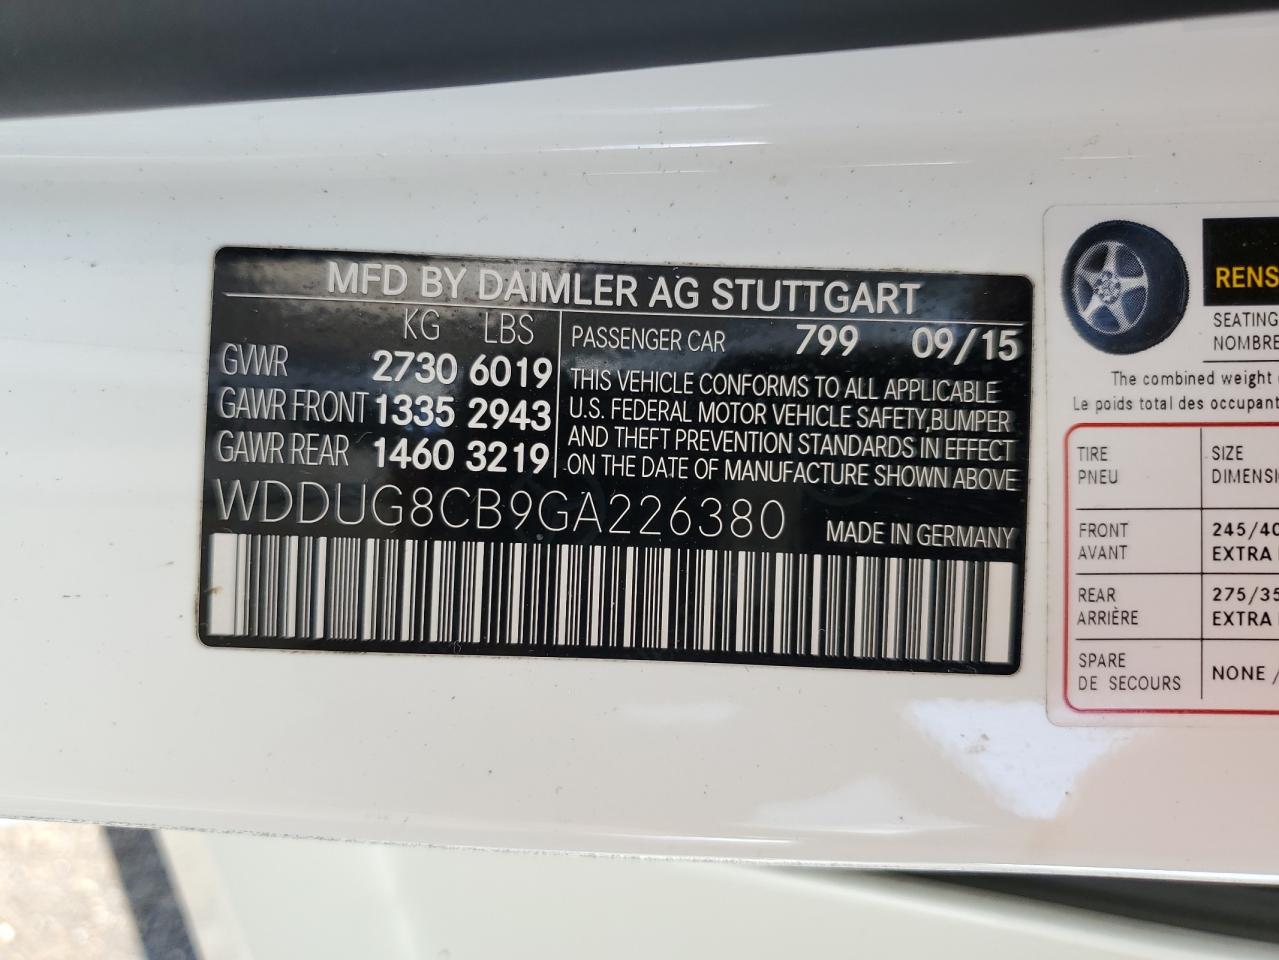 MFD BY DAIMLER AG STUTTGART
KG LBS
GVWR 2730 6019
GAWR FRONT 1335 2943
GAWR REAR 1460 3219
PASSENGER CAR 799 09/15
THIS VEHICLE CONFORMS TO ALL APPLICABLE
U.S. FEDERAL MOTOR VEHICLE SAFETY, BUMPER
AND THEFT PREVENTION STANDARDS IN EFFECT
ON THE DATE OF MANUFACTURE SHOWN ABOVE
WDDUG8CB9GA226380 MADE IN GERMANY
RENS
SEATING
NOMBRE
The combined weight
Le poids total des occupant
TIRE SIZE
PNEU DIMENSI
FRONT 245/40
AVANT EXTRA
REAR 275/35
ARRIÈRE EXTRA
SPARE NONE /
DE SECOURS